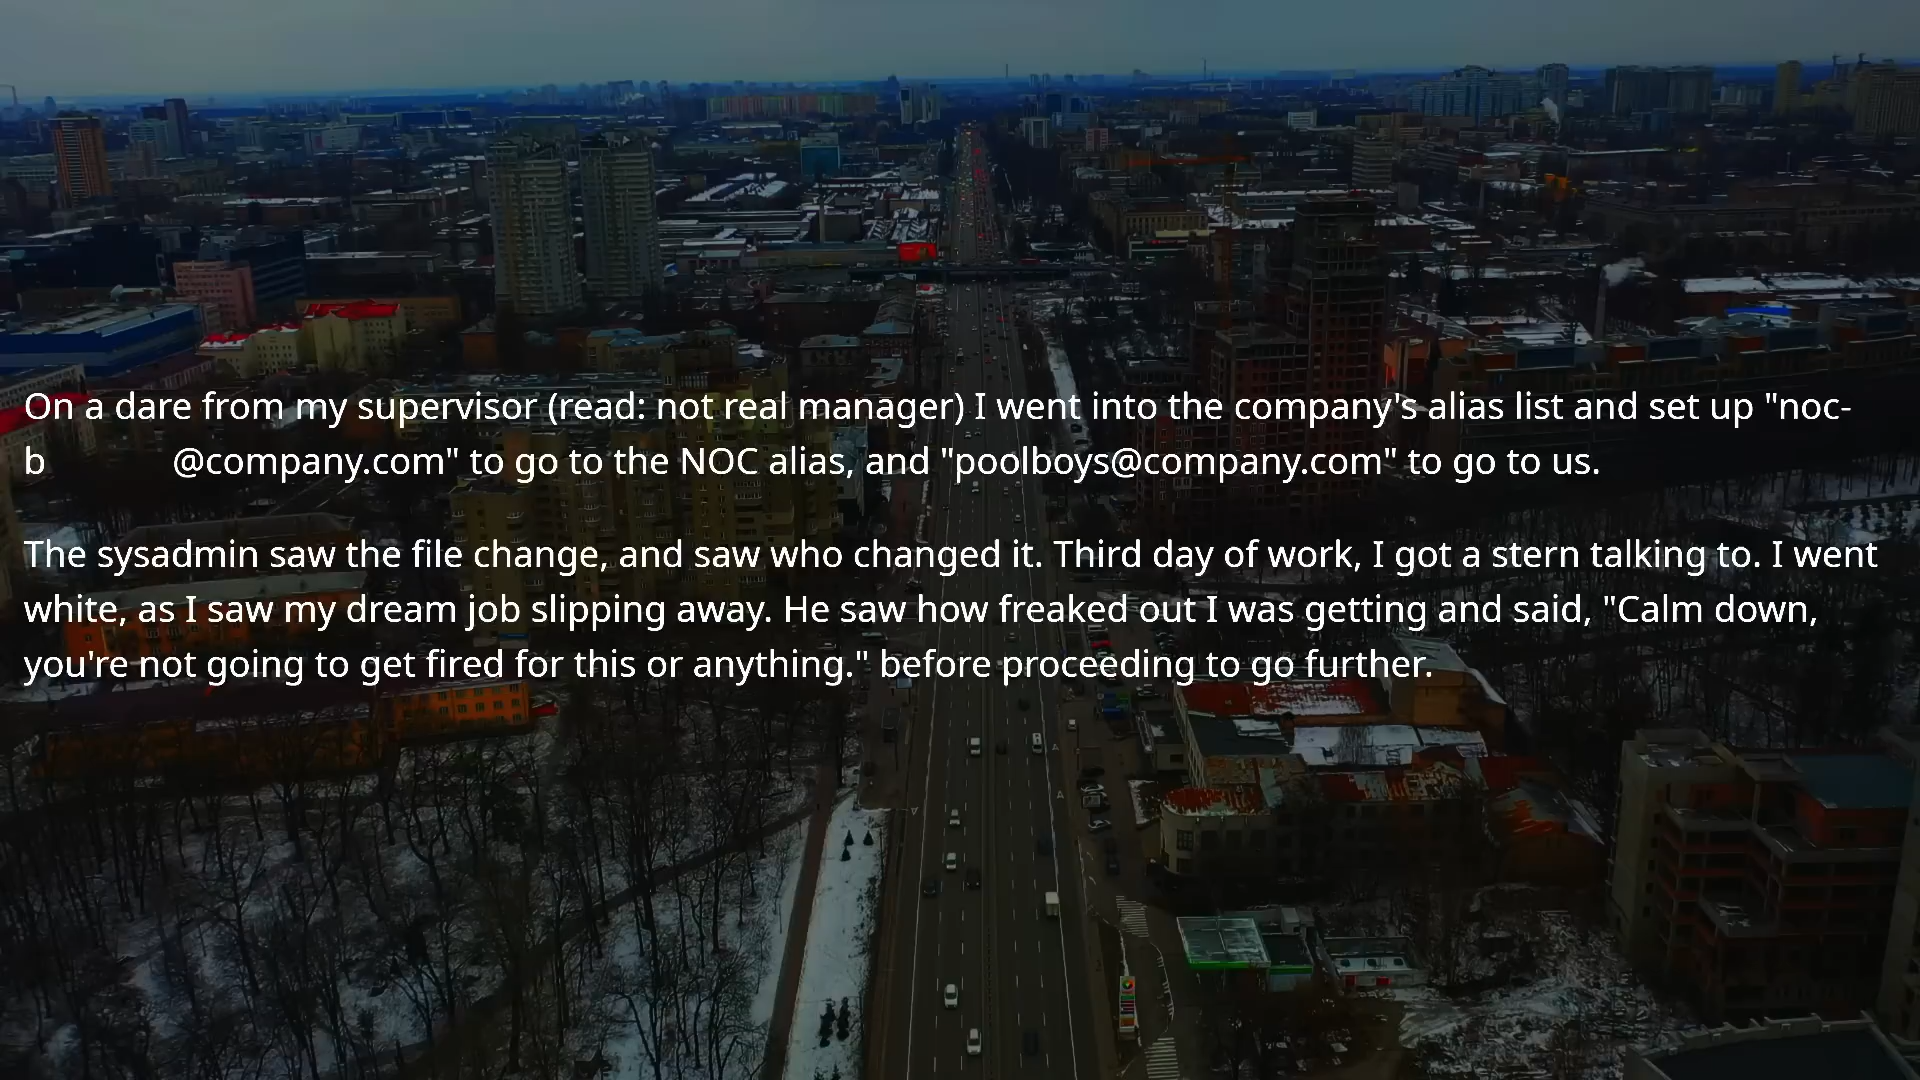 On a dare from my supervisor (read: not real manager) I went into the company's alias list and set up "noc-
b @company.com" to go to the NOC alias, and "poolboys@company.com" to go to us.
The sysadmin saw the file change, and saw who changed it. Third day of work, I got a stern talking to. I went
white, as I saw my dream job slipping away. He saw how freaked out I was getting and said, "Calm down,
you're not going to get fired for this or anything." before proceeding to go further.